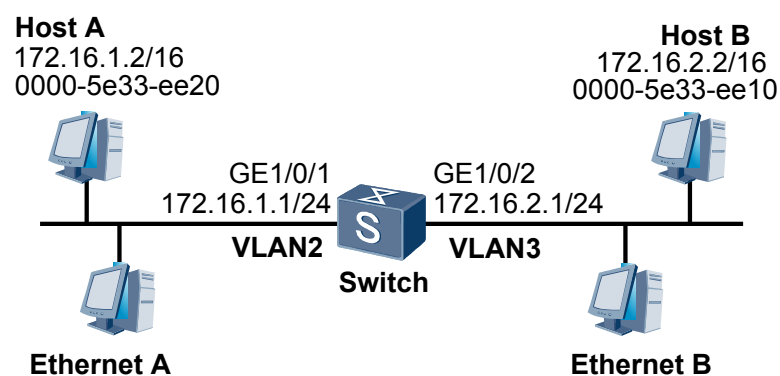 Host A
172.16.1.2/16
0000-5e33-ee20
Host B
172.16.2.2/16
0000-5e33-ee10
GE1/0/1
172.16.1.1/24
GE1/0/2
172.16.2.1/24
VLAN2
S
VLAN3
Switch
Ethernet A
Ethernet B